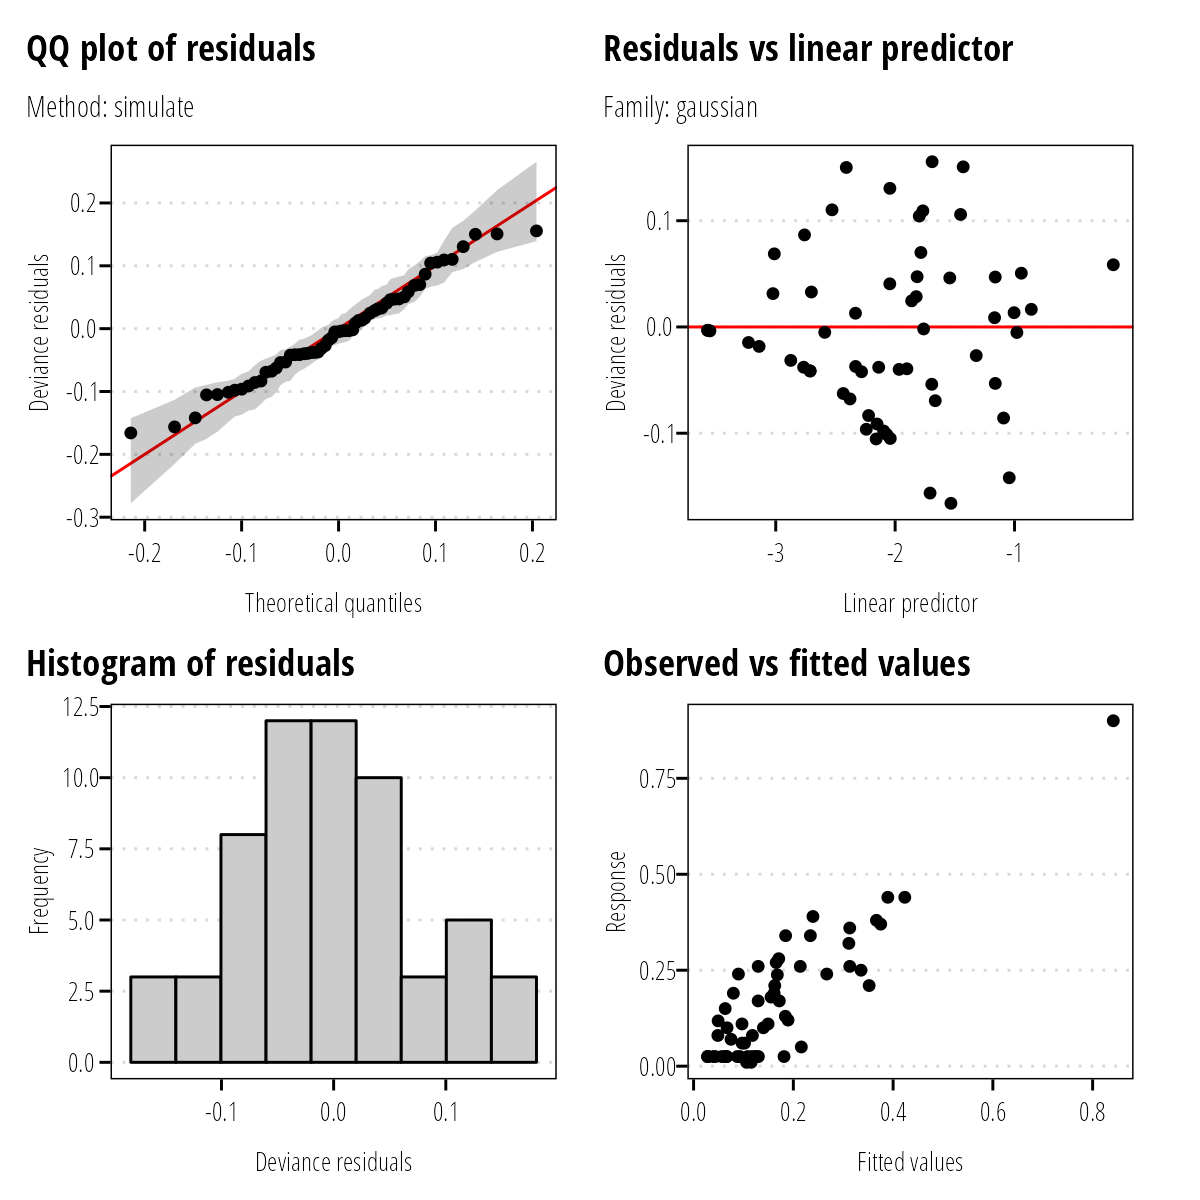 QQ plot of residuals
Method: simulate
Deviance residuals
0.2
0.1
0.0
-0.1
-0.2
-0.3
-0.2
-0.1
0.0
0.1
0.2
Theoretical quantiles
Residuals vs linear predictor
Family: gaussian
Deviance residuals
0.1
0.0
-0.1
-3
-2
-1
Linear predictor
Histogram of residuals
Frequency
12.5
10.0
7.5
5.0
2.5
0.0
-0.1
0.0
0.1
Deviance residuals
Observed vs fitted values
Response
0.75
0.50
0.25
0.00
0.0
0.2
0.4
0.6
0.8
Fitted values